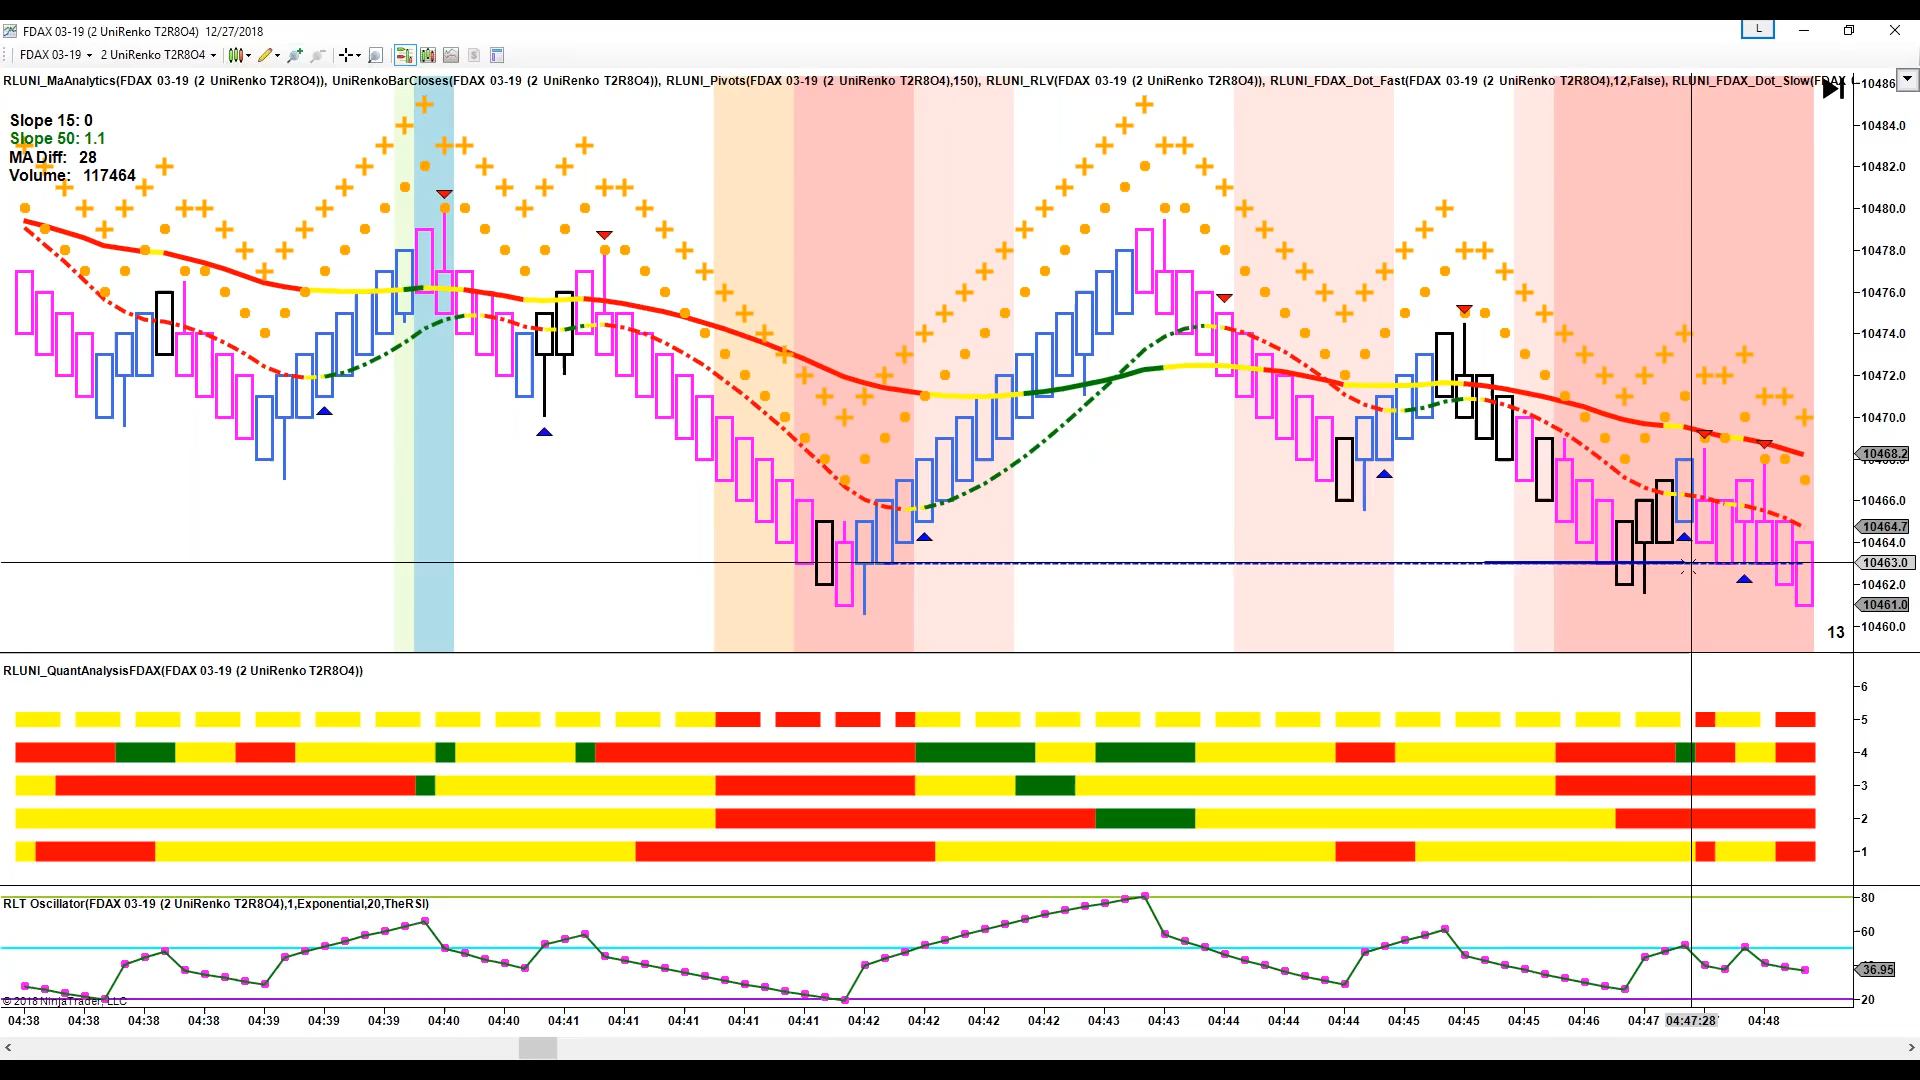 FDAX 03-19 (2 UniRenko T2R8O4)  12/27/2018
L
FDAX 03-19
2 UniRenko T2R8O4
RLUNI_MaAnalytics(FDAX 03-19 (2 UniRenko T2R8O4)), UniRenkoBarCloses(FDAX 03-19 (2 UniRenko T2R8O4)), RLUNI_Pivots(FDAX 03-19 (2 UniRenko T2R8O4),150), RLUNI_RLV(FDAX 03-19 (2 UniRenko T2R8O4)), RLUNI_FDAX_Dot_Fast(FDAX 03-19 (2 UniRenko T2R8O4),12,False), RLUNI_FDAX_Dot_Slow(FDAX
Slope 15: 0
Slope 50: 1.1
MA Diff: 28
Volume: 117464
10486
10484.0
10482.0
10480.0
10478.0
10476.0
10474.0
10472.0
10470.0
10468.2
10466.0
10464.7
10464.0
10463.0
10462.0
10461.0
10460.0
13
RLUNI_QuantAnalysisFDAX(FDAX 03-19 (2 UniRenko T2R8O4))
6
5
4
3
2
1
RLT Oscillator(FDAX 03-19 (2 UniRenko T2R8O4),1,Exponential,20,TheRSI)
80
60
36.95
20
© 2018 NinjaTrader, LLC
04:38 04:38 04:38 04:38 04:39 04:39 04:39 04:40 04:40 04:41 04:41 04:41 04:41 04:41 04:42 04:42 04:42 04:42 04:43 04:43 04:44 04:44 04:44 04:45 04:45 04:45 04:46 04:47 04:47:28 04:48